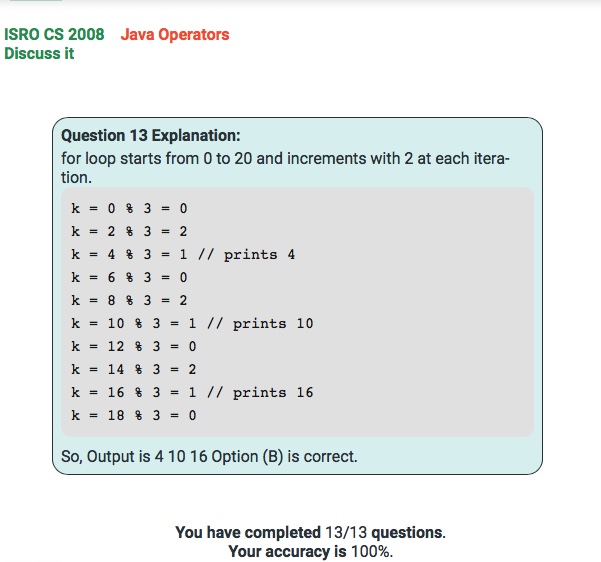 ISRO CS 2008 Java Operators
Discuss it
Question 13 Explanation:
for loop starts from 0 to 20 and increments with 2 at each itera-
tion.
k = 0 % 3 = 0
k = 2 % 3 = 2
k = 4 % 3 = 1 // prints 4
k = 6 % 3 = 0
k = 8 % 3 = 2
k = 10 % 3 = 1 // prints 10
k = 12 % 3 = 0
k = 14 % 3 = 2
k = 16 % 3 = 1 // prints 16
k = 18 % 3 = 0
So, Output is 4 10 16 Option (B) is correct.
You have completed 13/13 questions.
Your accuracy is 100%.